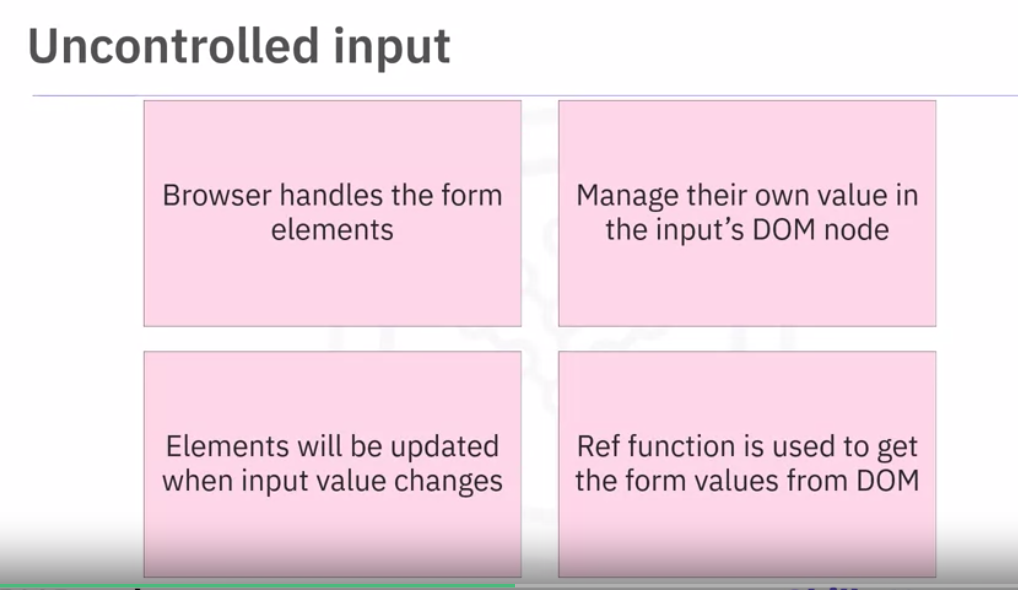 Uncontrolled input
Browser handles the form
elements
Manage their own value in
the input's DOM node
Elements will be updated
when input value changes
Ref function is used to get
the form values from DOM